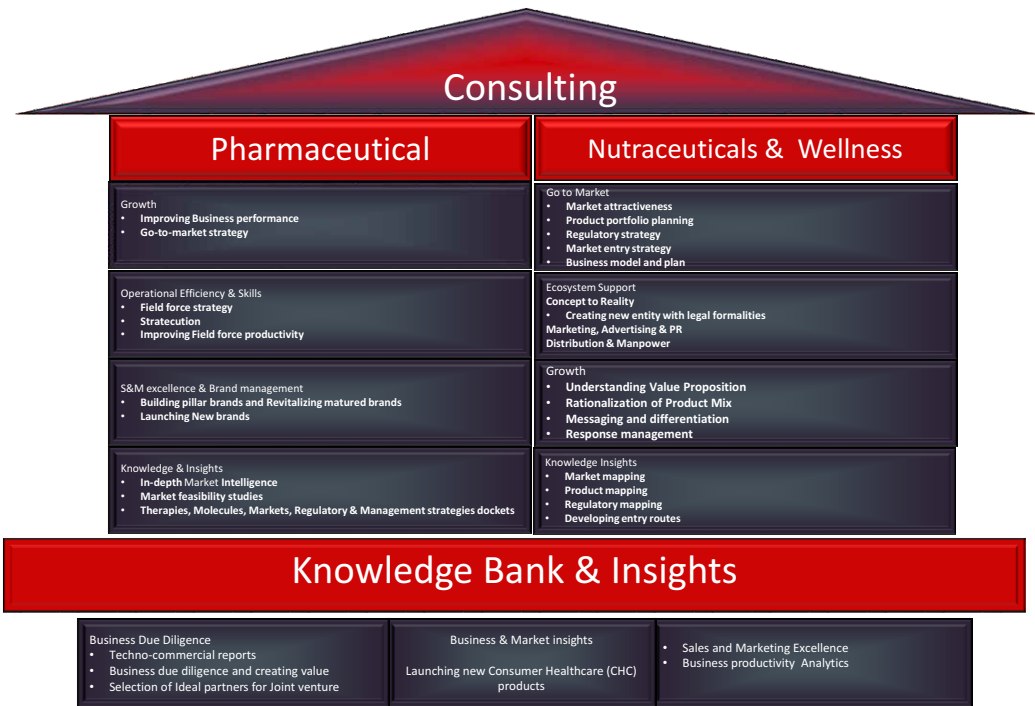 Consulting
Pharmaceutical
Growth
• Improving Business performance
• Go-to-market strategy
Operational Efficiency & Skills
• Field force strategy
• Stratecution
• Improving Field force productivity
S&M excellence & Brand management
• Building pillar brands and Revitalizing matured brands
• Launching New brands
Knowledge & Insights
• In-depth Market Intelligence
• Market feasibility studies
• Therapies, Molecules, Markets, Regulatory & Management strategies dockets
Nutraceuticals & Wellness
Go to Market
• Market attractiveness
• Product portfolio planning
• Regulatory strategy
• Market entry strategy
• Business model and plan
Ecosystem Support
Concept to Reality
• Creating new entity with legal formalities
Marketing, Advertising & PR
Distribution & Manpower
Growth
• Understanding Value Proposition
• Rationalization of Product Mix
• Messaging and differentiation
• Response management
Knowledge Insights
• Market mapping
• Product mapping
• Regulatory mapping
• Developing entry routes
Knowledge Bank & Insights
Business Due Diligence
• Techno-commercial reports
• Business due diligence and creating value
• Selection of Ideal partners for Joint venture
Business & Market insights
Launching new Consumer Healthcare (CHC)
products
• Sales and Marketing Excellence
• Business productivity Analytics